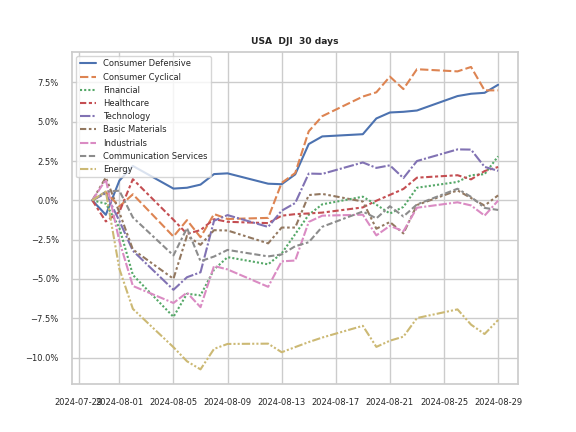 USA  DJI  30 days
Consumer Defensive
Consumer Cyclical
Financial
Healthcare
Technology
Basic Materials
Industrials
Communication Services
Energy
7.5%
5.0%
2.5%
0.0%
−2.5%
−5.0%
−7.5%
−10.0%
2024-07-29 2024-08-01 2024-08-05 2024-08-09 2024-08-13 2024-08-17 2024-08-21 2024-08-25 2024-08-29